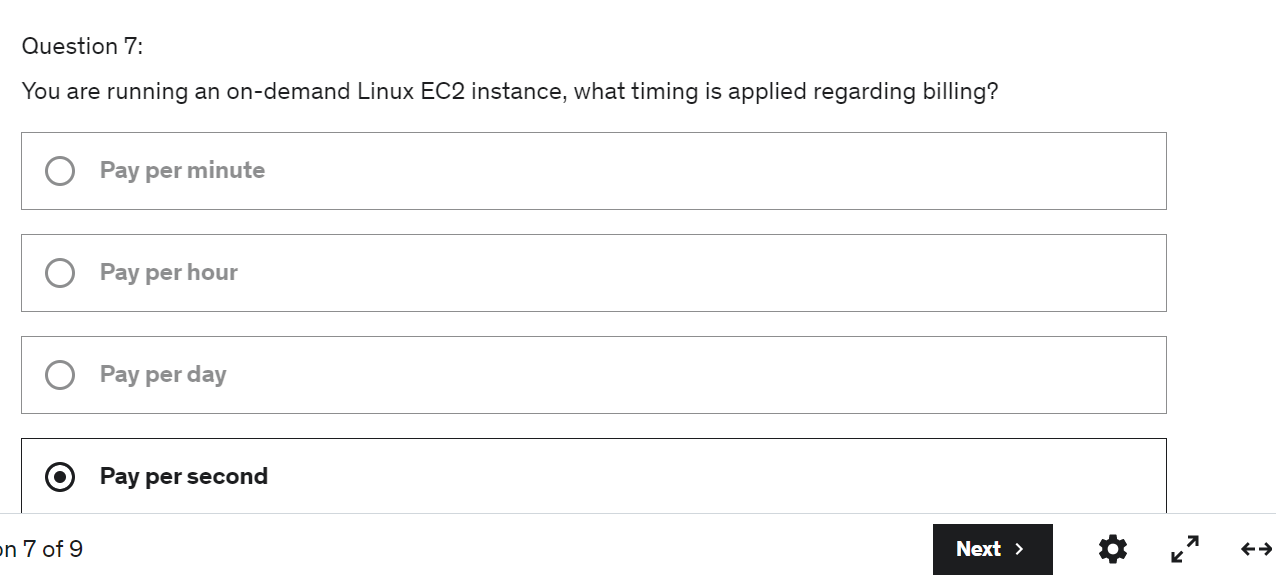 Question 7:
You are running an on-demand Linux EC2 instance, what timing is applied regarding billing?
Pay per minute
Pay per hour
Pay per day
Pay per second
on 7 of 9
Next